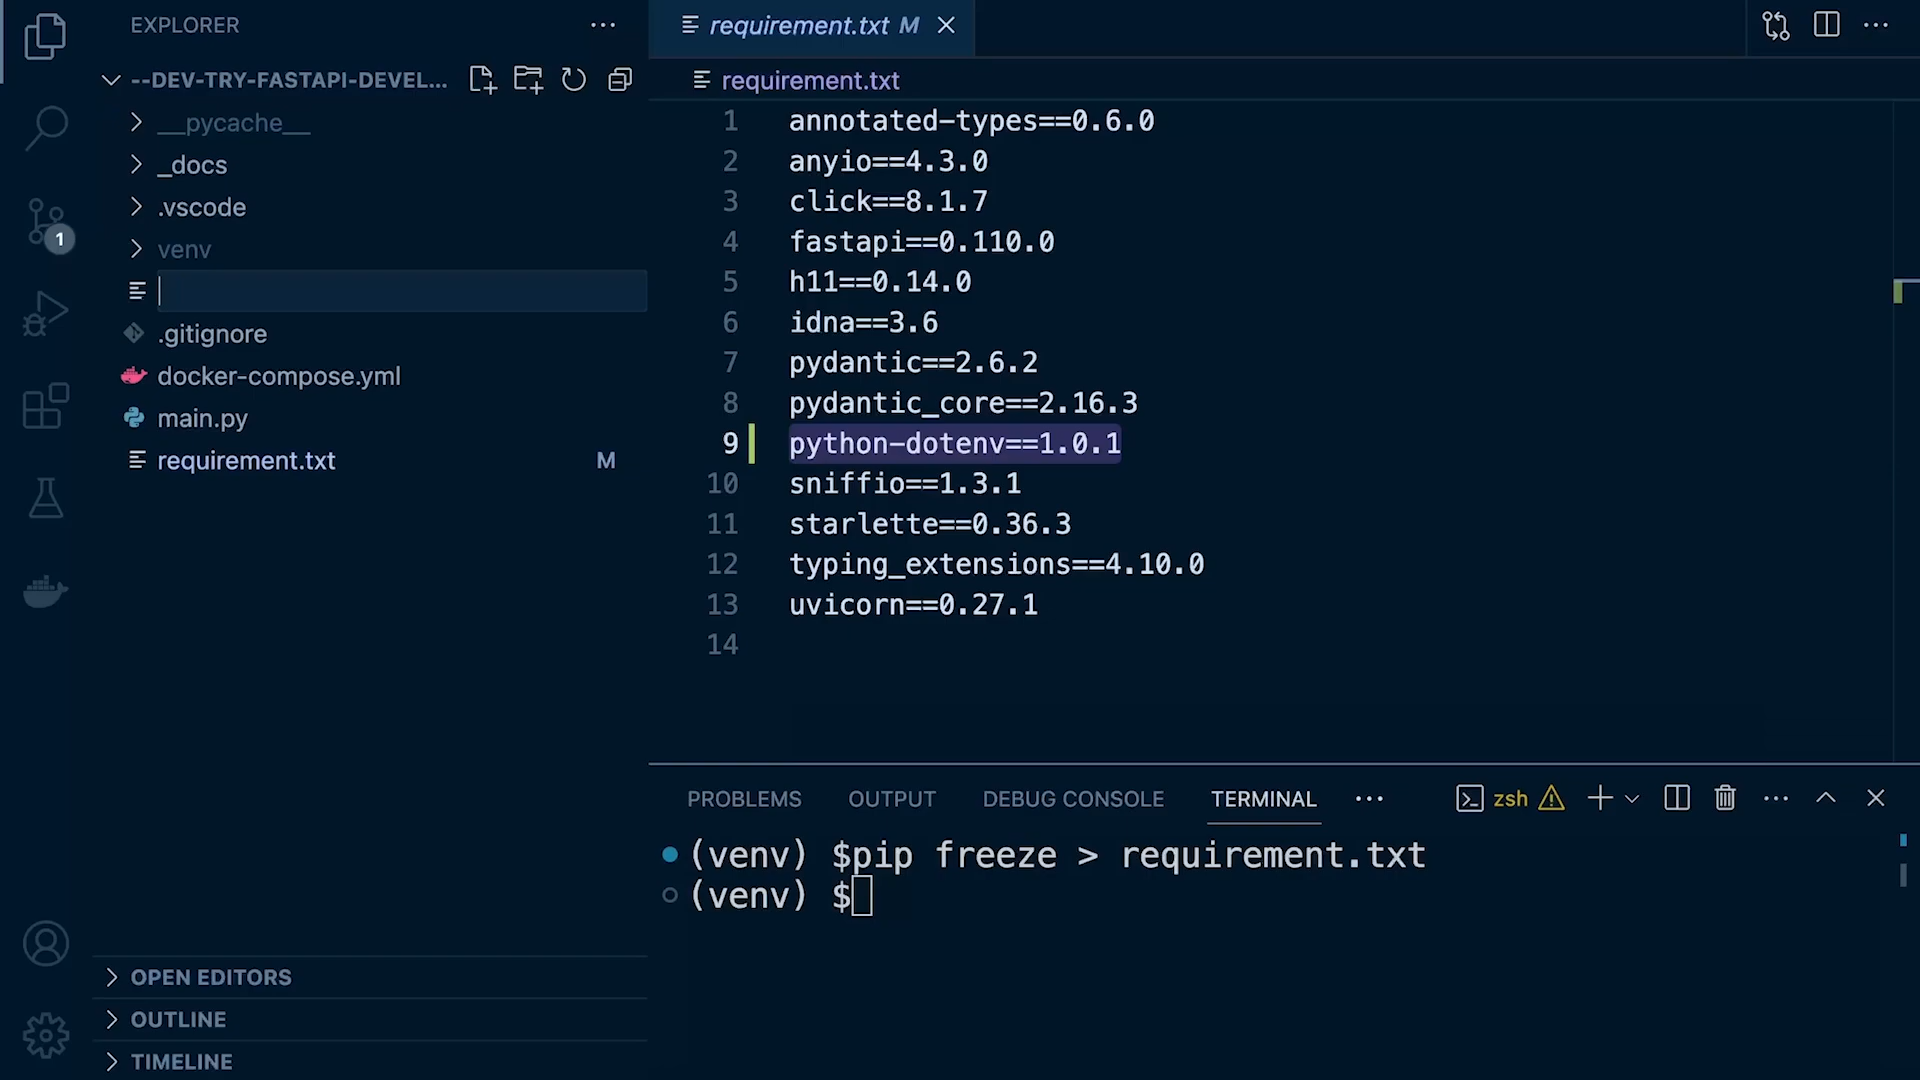 EXPLORER
--DEV-TRY-FASTAPI-DEVEL...
__pycache__
_docs
.vscode
venv
.gitignore
docker-compose.yml
main.py
requirement.txt M
1
OPEN EDITORS
OUTLINE
TIMELINE
requirement.txt M
requirement.txt
1 annotated-types==0.6.0
2 anyio==4.3.0
3 click==8.1.7
4 fastapi==0.110.0
5 h11==0.14.0
6 idna==3.6
7 pydantic==2.6.2
8 pydantic_core==2.16.3
9 python-dotenv==1.0.1
10 sniffio==1.3.1
11 starlette==0.36.3
12 typing_extensions==4.10.0
13 uvicorn==0.27.1
14
PROBLEMS OUTPUT DEBUG CONSOLE TERMINAL zsh
(venv) $pip freeze > requirement.txt
(venv) $